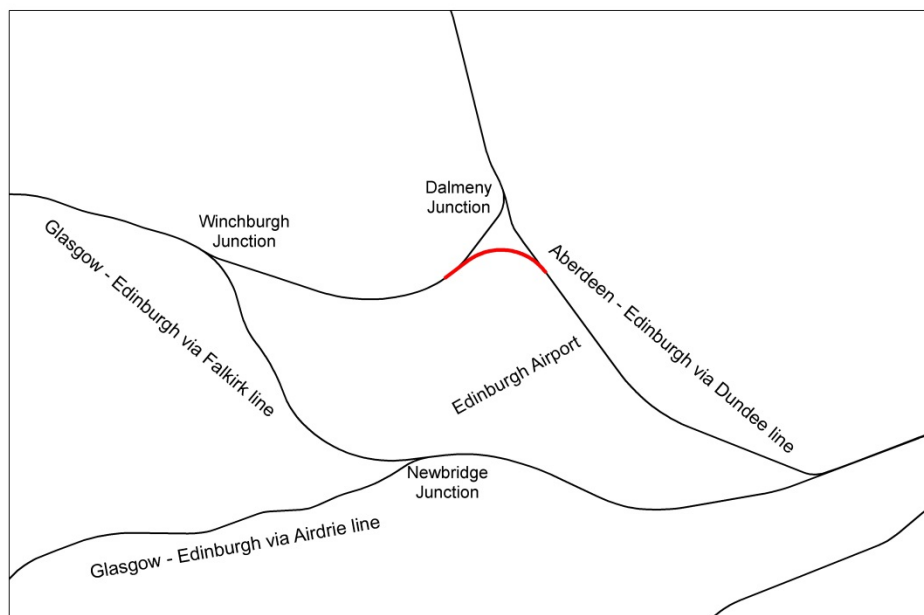 Dalmeny
Junction
Winchburgh
Junction
Glasgow - Edinburgh via Falkirk line
Aberdeen - Edinburgh via Dundee line
Edinburgh Airport
Newbridge
Junction
Glasgow - Edinburgh via Airdrie line